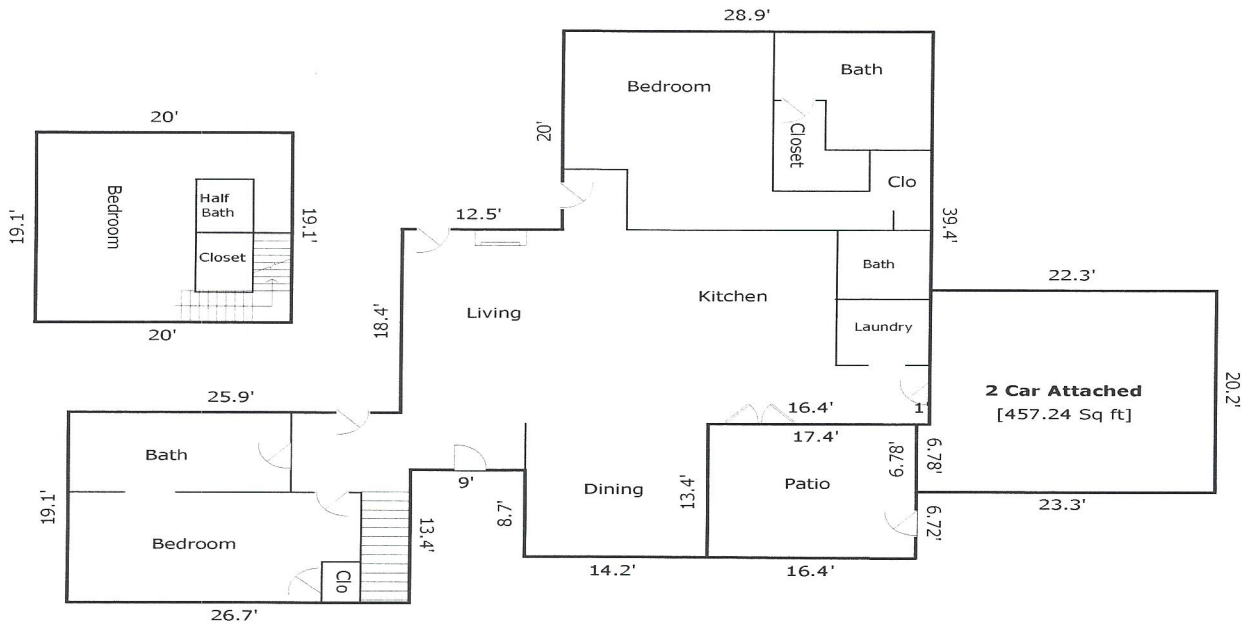 28.9'
Bath
Bedroom
20'
20'
Closet
Bedroom
Clo
Half
Bath
12.5'
19.1'
19.1'
39.4'
Closet
Bath
22.3'
Kitchen
Living
Laundry
18.4'
20'
2 Car Attached
20.2'
25.9'
16.4'
1'
[457.24 Sq ft]
17.4'
Bath
6.78'
6.78'
9'
Dining
Patio
13.4'
19.1'
8.7'
23.3'
6.72'
13.4'
Bedroom
14.2'
16.4'
Clo
26.7'